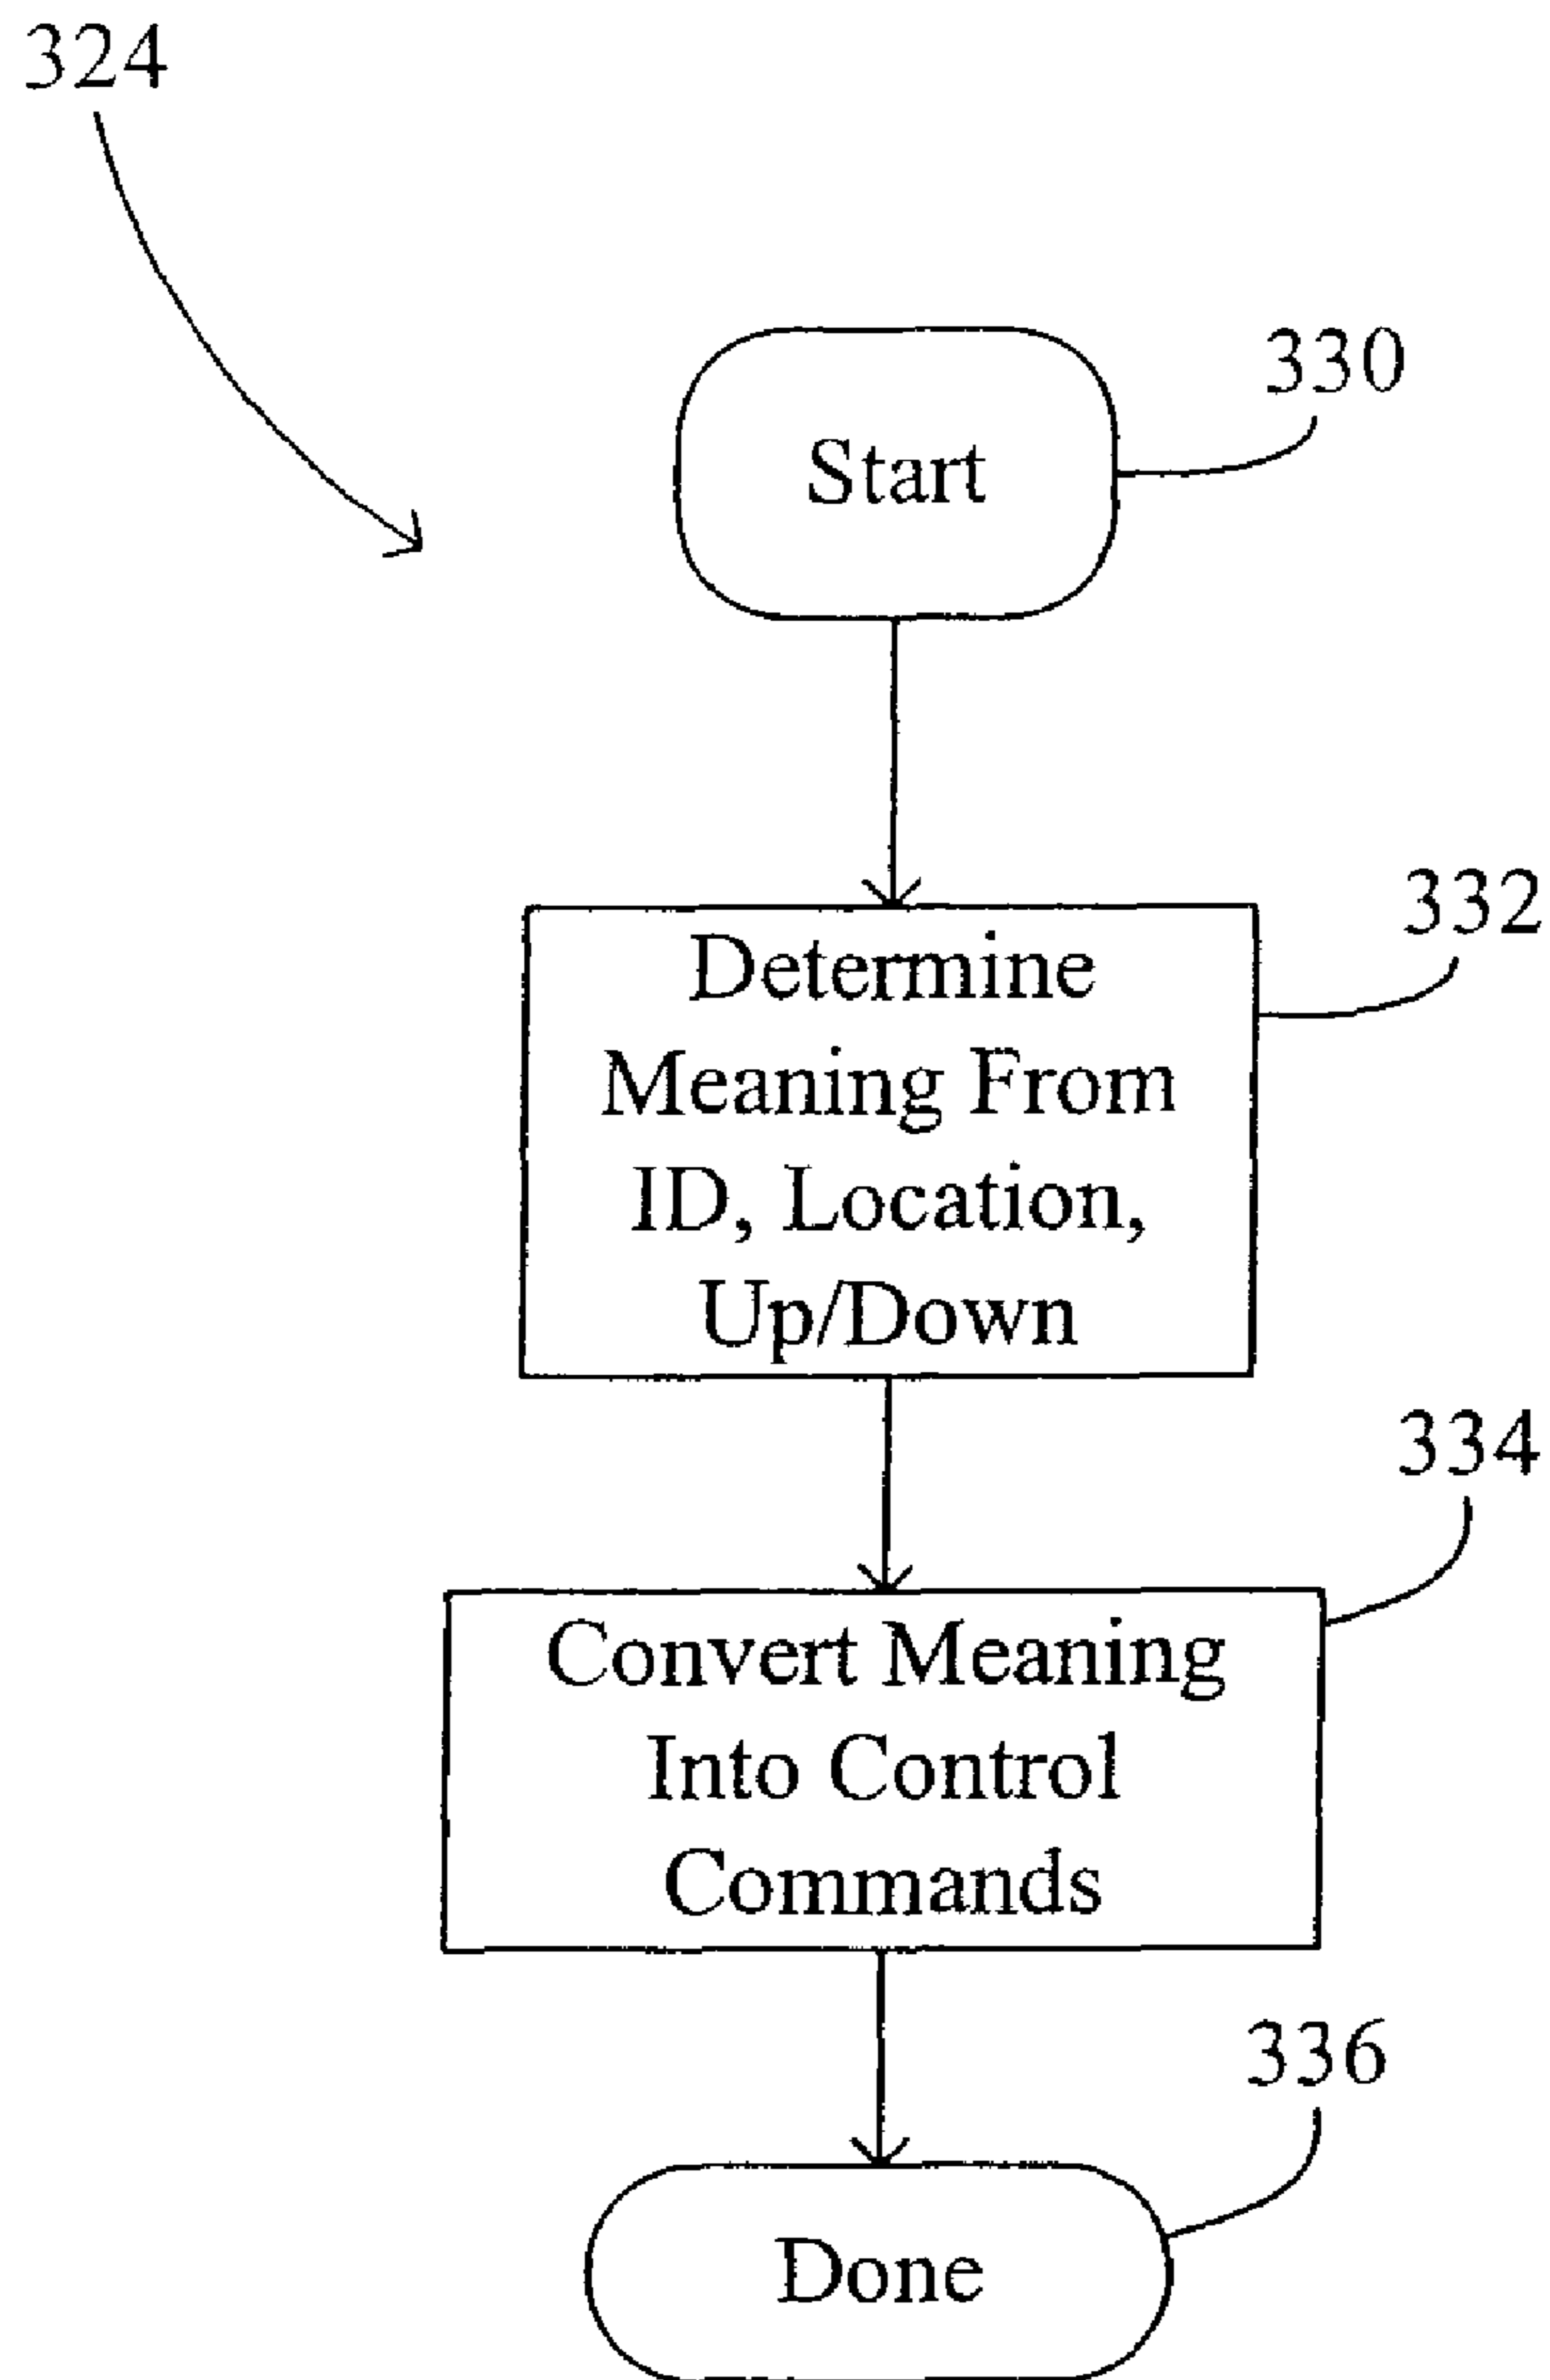 324
330
Start
332
Determine
Meaning From
ID, Location,
Up/Down
334
Convert Meaning
Into Control
Commands
336
Done